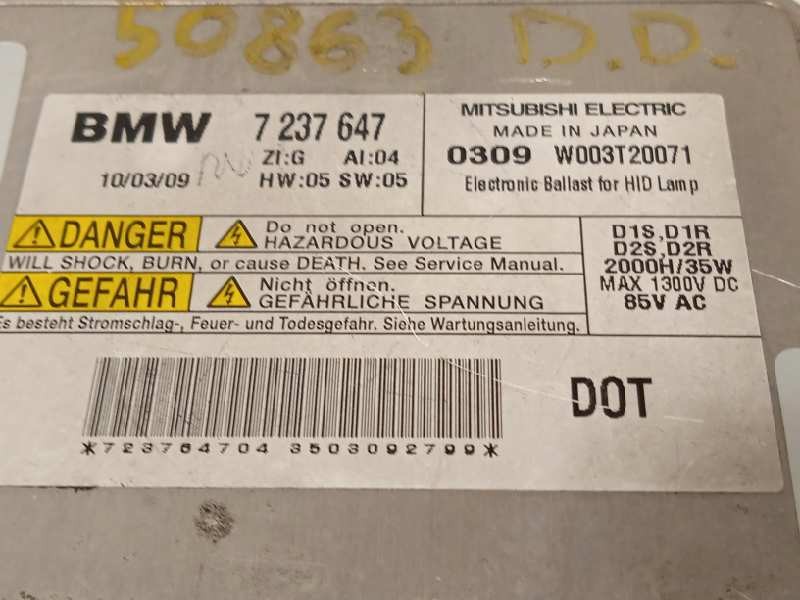 50863 D.D.
BMW 7 237 647
ZI:G AI:04
10/03/09 HW:05 SW:05
MITSUBISHI ELECTRIC
MADE IN JAPAN
0309 W003T20071
Electronic Ballast for HID Lamp
DANGER Do not open.
HAZARDOUS VOLTAGE
WILL SHOCK, BURN, or cause DEATH. See Service Manual.
GEFAHR Nicht öffnen.
GEFÄHRLICHE SPANNUNG
Es besteht Stromschlag-, Feuer- und Todesgefahr. Siehe Wartungsanleitung.
D1S,D1R
D2S,D2R
2000H/35W
MAX 1300V DC
85V AC
DOT
*723764704 3503092799*